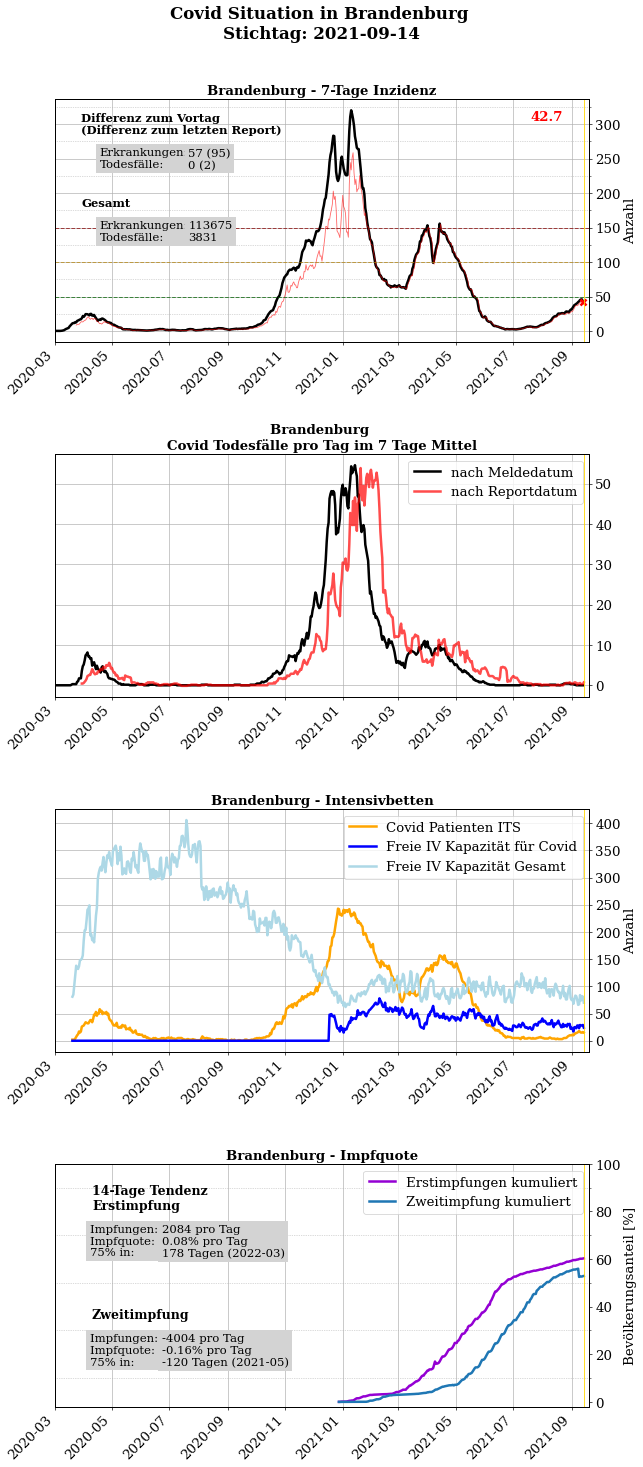 Covid Situation in Brandenburg
Stichtag: 2021-09-14
Brandenburg - 7-Tage Inzidenz
Differenz zum Vortag
(Differenz zum letzten Report)
Erkrankungen 57 (95)
Todesfälle: 0 (2)
Gesamt
Erkrankungen 113675
Todesfälle: 3831
42.7
300
250
200
150
100
50
0
Anzahl
2020-03
2020-05
2020-07
2020-09
2020-11
2021-01
2021-03
2021-05
2021-07
2021-09
Brandenburg
Covid Todesfälle pro Tag im 7 Tage Mittel
nach Meldedatum
nach Reportdatum
50
40
30
20
10
0
2020-03
2020-05
2020-07
2020-09
2020-11
2021-01
2021-03
2021-05
2021-07
2021-09
Brandenburg - Intensivbetten
Covid Patienten ITS
Freie IV Kapazität für Covid
Freie IV Kapazität Gesamt
400
350
300
250
200
150
100
50
0
Anzahl
2020-03
2020-05
2020-07
2020-09
2020-11
2021-01
2021-03
2021-05
2021-07
2021-09
Brandenburg - Impfquote
14-Tage Tendenz
Erstimpfung
Impfungen: 2084 pro Tag
Impfquote: 0.08% pro Tag
75% in: 178 Tagen (2022-03)
Zweitimpfung
Impfungen: -4004 pro Tag
Impfquote: -0.16% pro Tag
75% in: -120 Tagen (2021-05)
Erstimpfungen kumuliert
Zweitimpfung kumuliert
100
80
60
40
20
0
Bevölkerungsanteil [%]
2020-03
2020-05
2020-07
2020-09
2020-11
2021-01
2021-03
2021-05
2021-07
2021-09